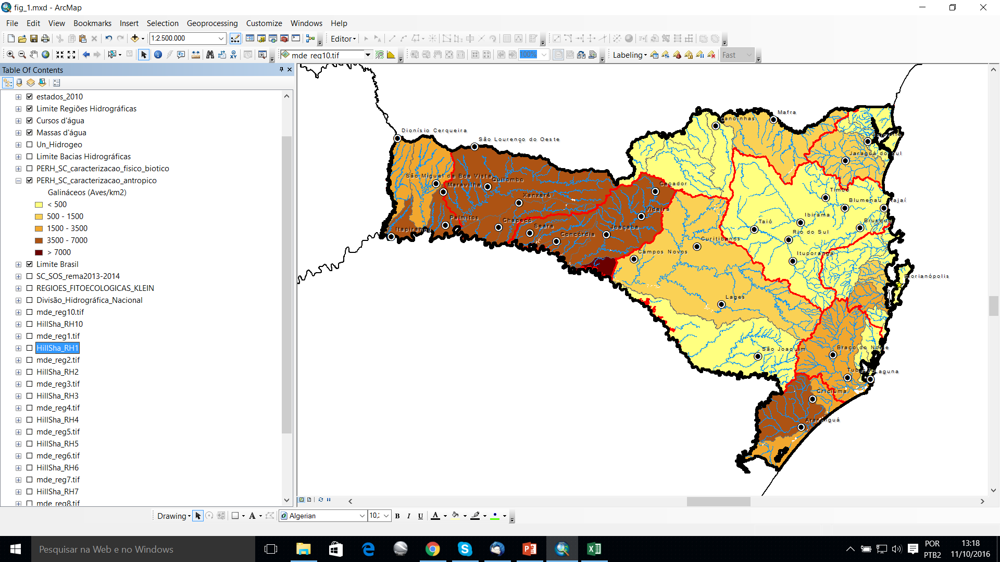 fig_1.mxd - ArcMap
File Edit View Bookmarks Insert Selection Geoprocessing Customize Windows Help
1:2.500.000 Editor
mde_reg10.tif 100% Labeling Fast
Table Of Contents
estados_2010
Limite Regiões Hidrográficas
Cursos d'água
Massas d'água
Un_Hidrogeo
Limite Bacias Hidrográficas
PERH_SC_caracterizacao_fisico_biotico
PERH_SC_caracterizacao_antropico
Galináceos (Aves/km2)
< 500
500 - 1500
1500 - 3500
3500 - 7000
> 7000
Limite Brasil
SC_SOS_rema2013-2014
REGIOES_FITOECOLOGICAS_KLEIN
Divisão_Hidrográfica_Nacional
mde_reg10.tif
HillSha_RH10
mde_reg1.tif
HillSha_RH1
mde_reg2.tif
HillSha_RH2
mde_reg3.tif
HillSha_RH3
mde_reg4.tif
HillSha_RH4
mde_reg5.tif
HillSha_RH5
mde_reg6.tif
HillSha_RH6
mde_reg7.tif
HillSha_RH7
mde_reg8.tif
Mafra
Canoinhas
Dionísio Cerqueira
São Lourenço do Oeste
Jaraguá do Sul
São Miguel da Boa Vista
Quilombo
Maravilha
Caçador
Timbó
Xanxerê
Blumenau
Itajaí
Videira
Ibirama
Palmitos
Chapecó
Taió
Brusque
Itapiranga
Seara
Joaçaba
Rio do Sul
Concórdia
Curitibanos
Campos Novos
Ituporanga
Florianópolis
Lages
São Joaquim
Braço do Norte
Laguna
Criciúma
Araranguá
Drawing Algerian 10, B I U A
Pesquisar na Web e no Windows
POR
PTB2
13:18
11/10/2016